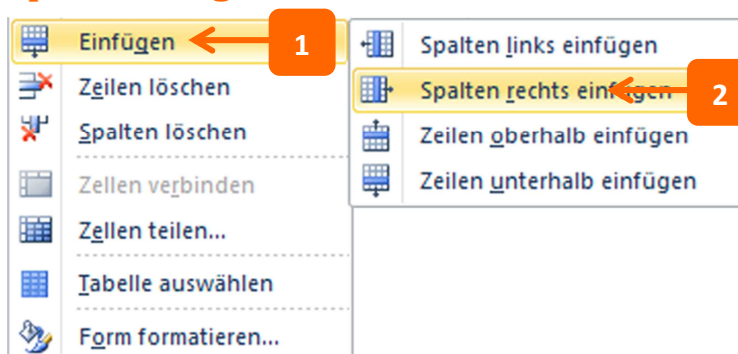 Einfügen
1
Zeilen löschen
Spalten löschen
Zellen verbinden
Zellen teilen...
Tabelle auswählen
Form formatieren...
Spalten links einfügen
Spalten rechts einfügen
2
Zeilen oberhalb einfügen
Zeilen unterhalb einfügen